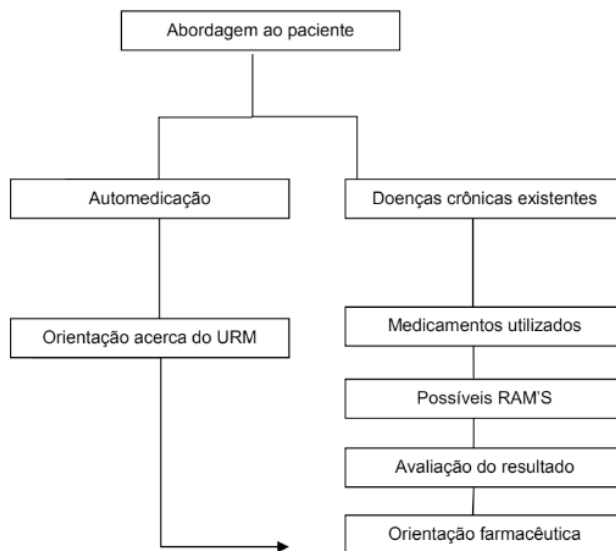 Abordagem ao paciente
Automedicação
Doenças crônicas existentes
Orientação acerca do URM
Medicamentos utilizados
Possíveis RAM'S
Avaliação do resultado
Orientação farmacêutica